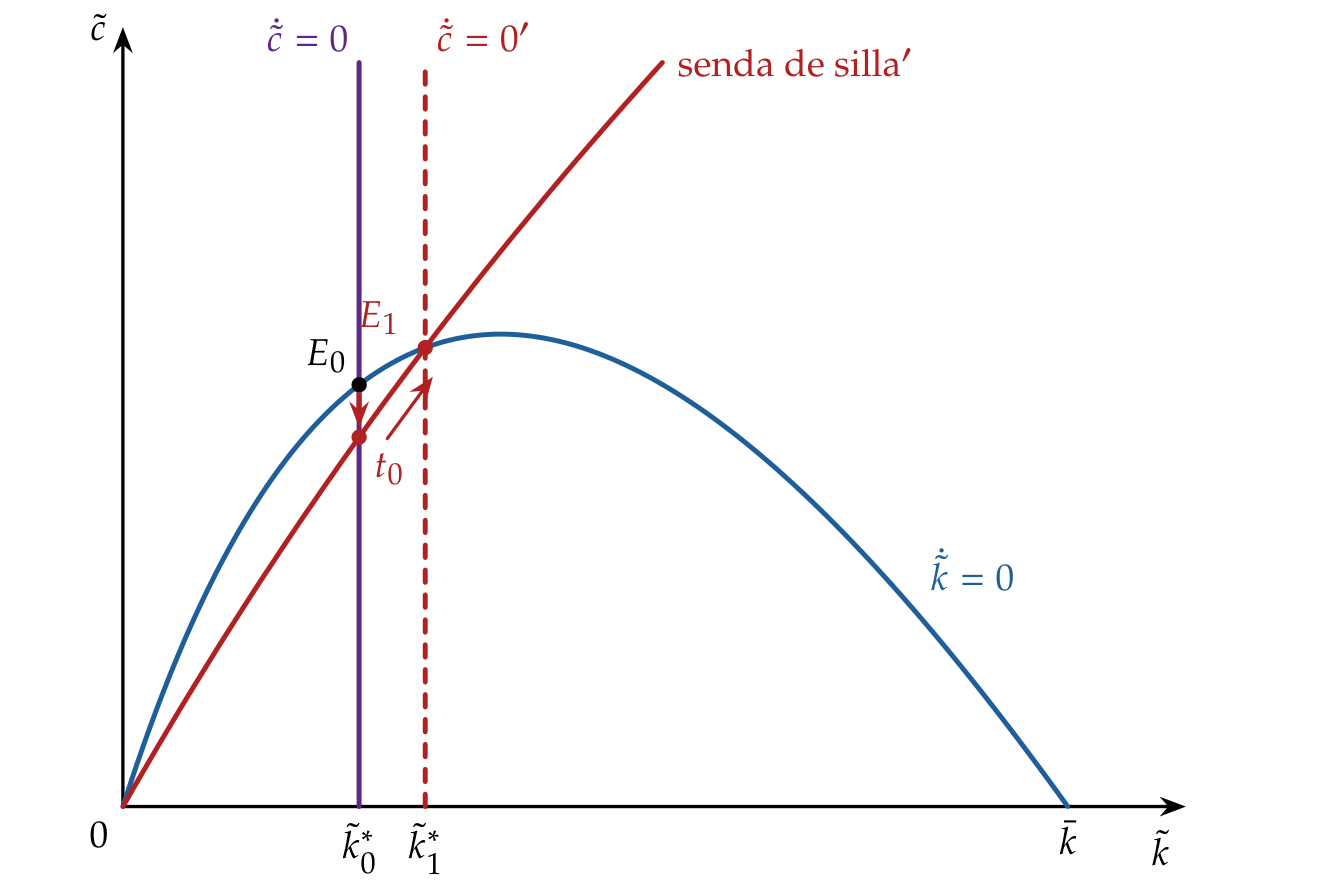 c̃
ċ̃ = 0
ċ̃ = 0′
senda de silla′
E₁
E₀
t₀
k̇̃ = 0
0
k̃₀*
k̃₁*
k̄
k̃